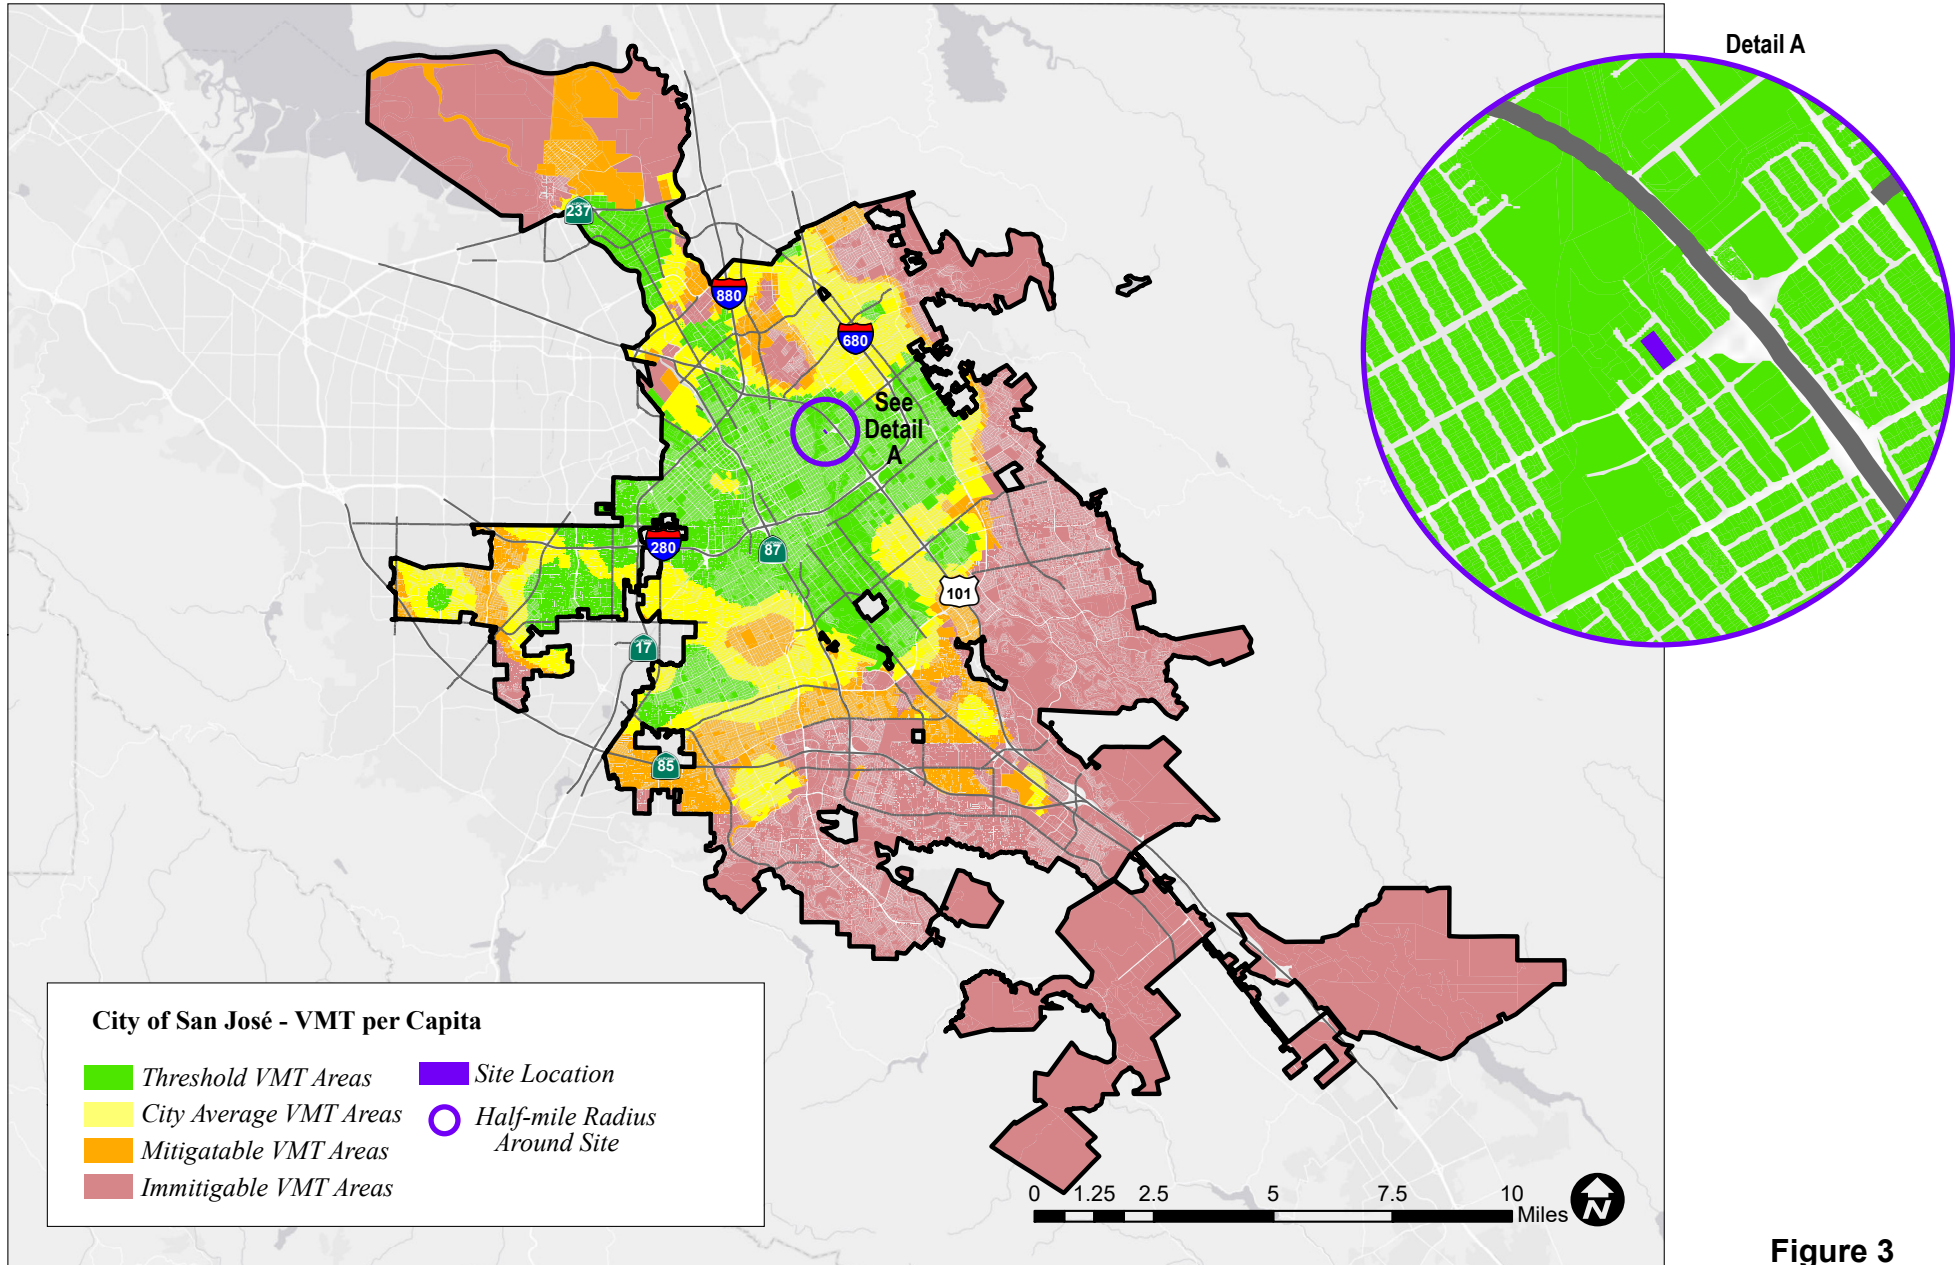 Detail A
237
880
680
See
Detail
A
280
87
101
17
85
City of San José - VMT per Capita
Threshold VMT Areas
City Average VMT Areas
Mitigatable VMT Areas
Immitigable VMT Areas
Site Location
Half-mile Radius
Around Site
0 1.25 2.5 5 7.5 10
Miles
N
Figure 3